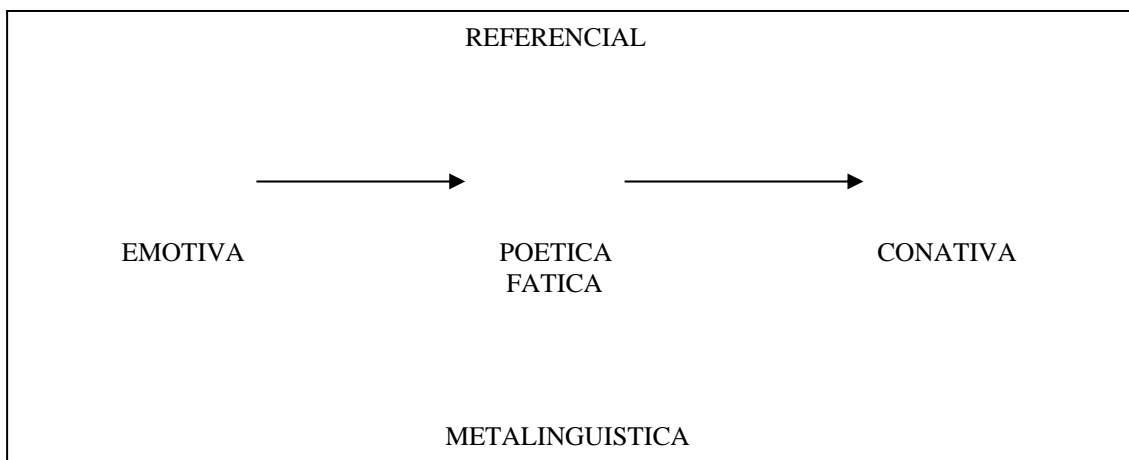 REFERENCIAL
EMOTIVA POETICA CONATIVA
FATICA
METALINGUISTICA